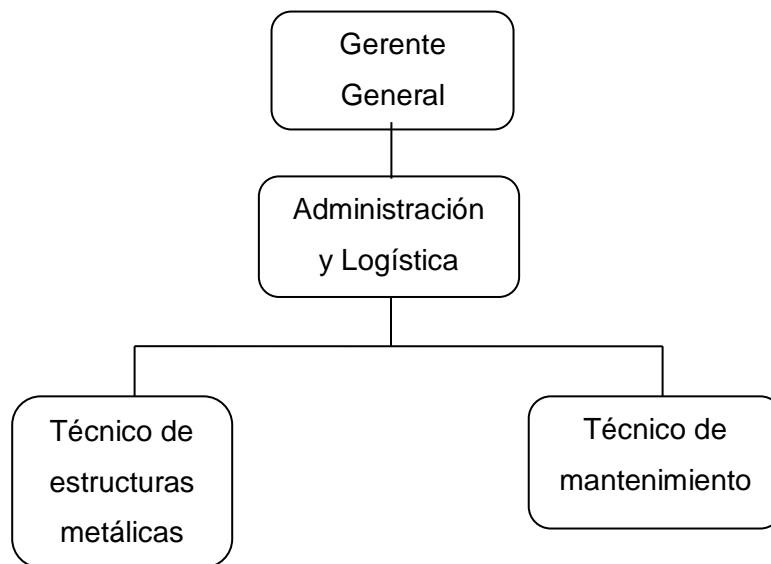 Gerente
General
Administración
y Logística
Técnico de
estructuras
metálicas
Técnico de
mantenimiento